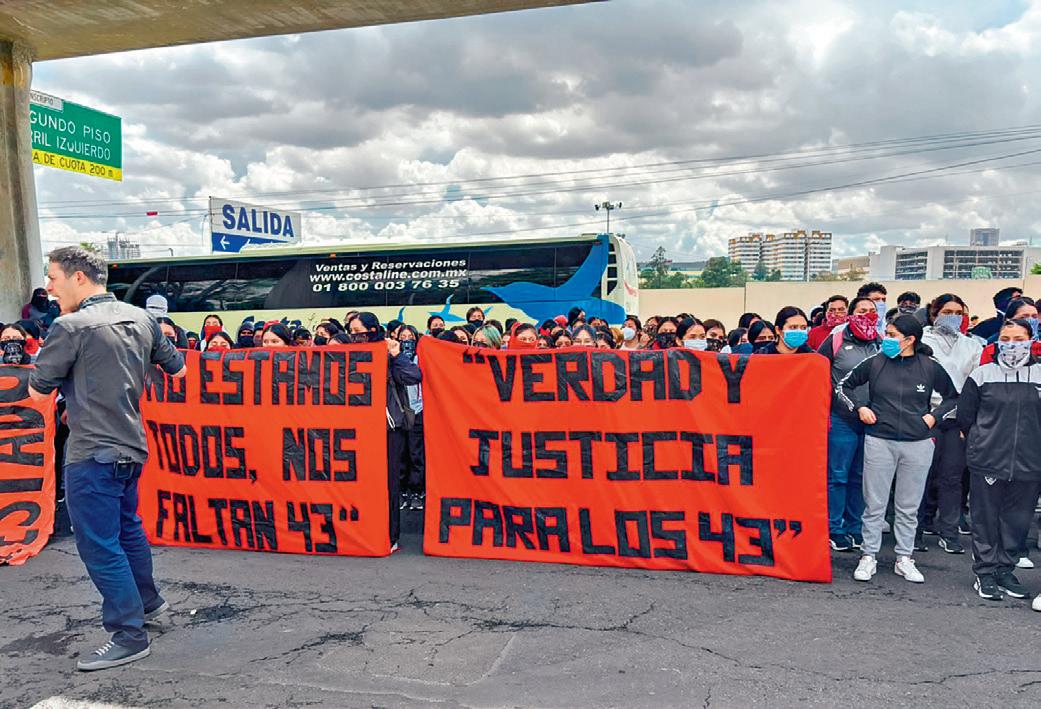 GUNDO PISO
RRIL IZQUIERDO
A DE CUOTA 200 m
SALIDA
Ventas y Reservaciones
www.costaline.com.mx
01 800 003 76 35
NO ESTAMOS
TODOS, NOS
FALTAN 43"
"VERDAD Y
JUSTICIA
PARA LOS 43"